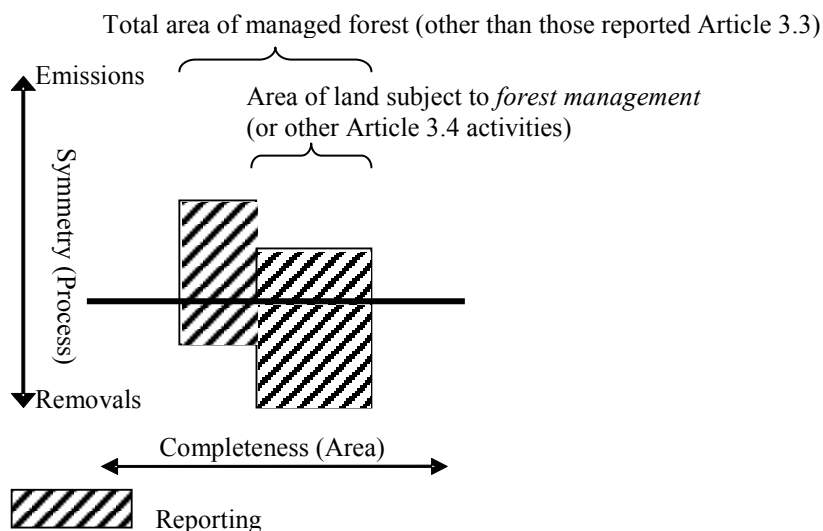 Total area of managed forest (other than those reported Article 3.3)
Emissions
Area of land subject to forest management
(or other Article 3.4 activities)
Symmetry (Process)
Removals
Completeness (Area)
Reporting